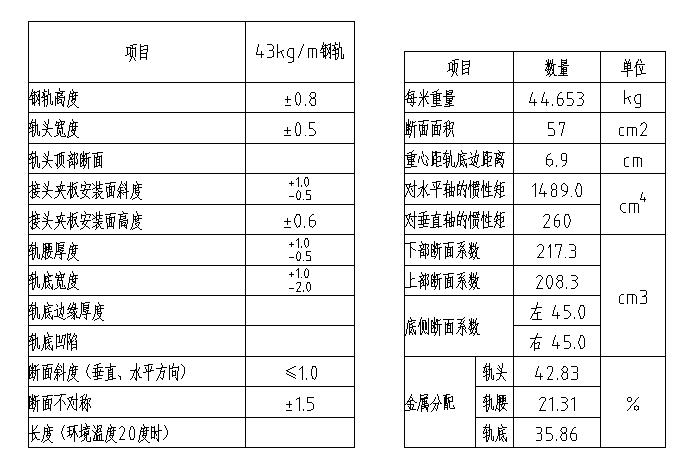 项目 43kg/m钢轨
钢轨高度 ±0.8
轨头宽度 ±0.5
轨头顶部断面
接头夹板安装面斜度 +1.0 -0.5
接头夹板安装面高度 ±0.6
轨腰厚度 +1.0 -0.5
轨底宽度 +1.0 -2.0
轨底边缘厚度
轨底凹陷
断面斜度(垂直、水平方向) ≤1.0
断面不对称 ±1.5
长度(环境温度20度时)
项目 数量 单位
每米重量 44.653 kg
断面面积 57 cm2
重心距轨底边距离 6.9 cm
对水平轴的惯性矩 1489.0 cm4
对垂直轴的惯性矩 260
下部断面系数 217.3 cm3
上部断面系数 208.3
底侧断面系数 左 45.0
右 45.0
金属分配 轨头 42.83 %
轨腰 21.31
轨底 35.86